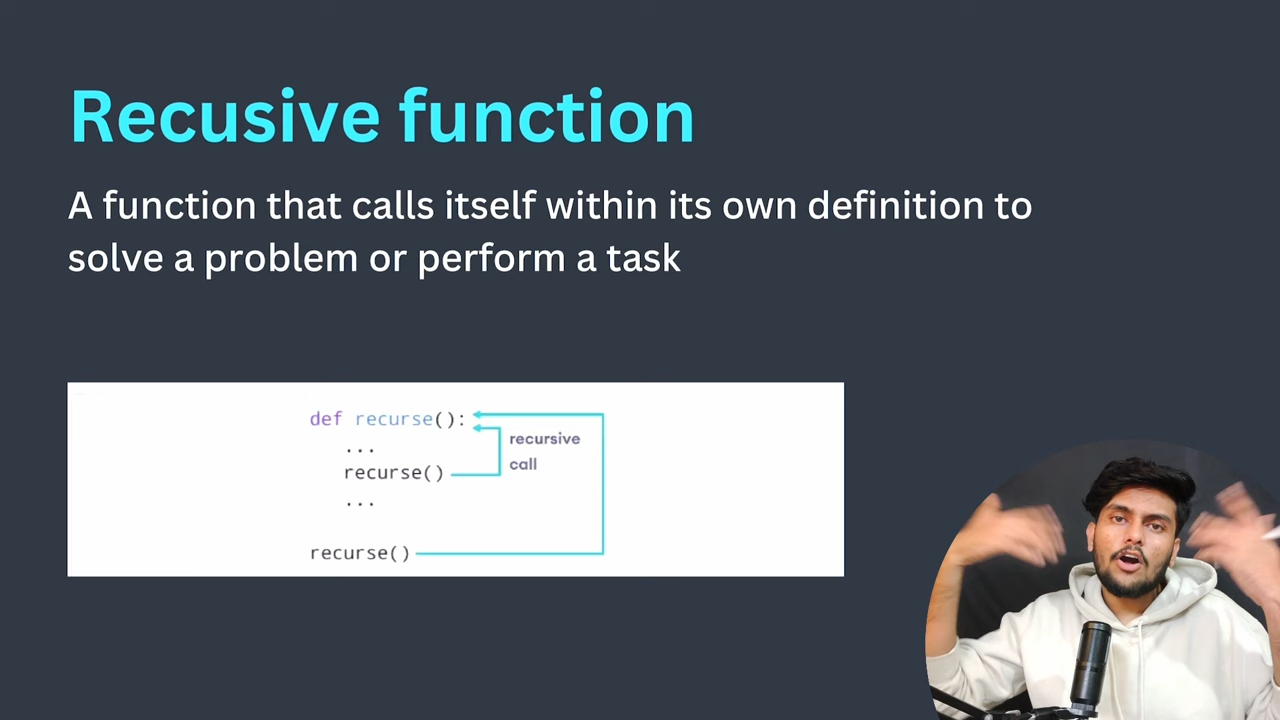 Recusive function
A function that calls itself within its own definition to
solve a problem or perform a task
def recurse():
...
recurse()
...
recurse()
recursive
call